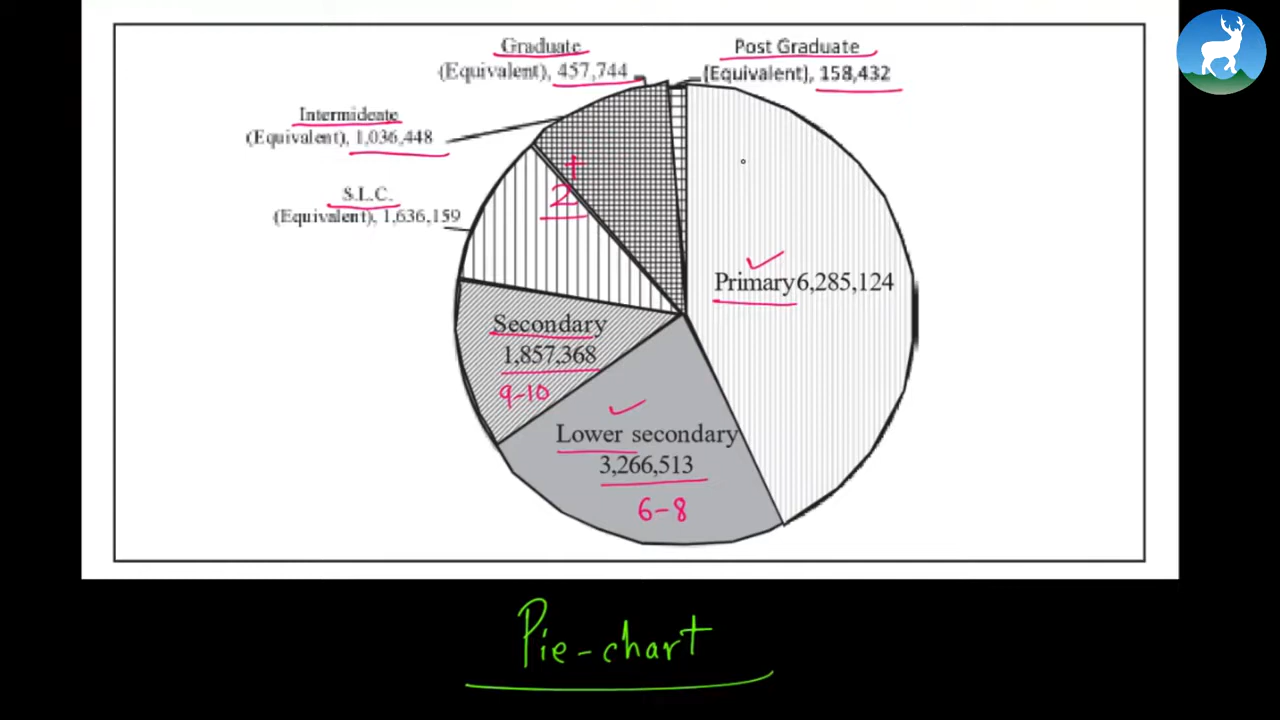 Graduate
(Equivalent), 457,744
Post Graduate
(Equivalent), 158,432
Intermideate
(Equivalent), 1,036,448
S.L.C.
(Equivalent), 1,636,159
+
2
Primary 6,285,124
Secondary
1,857,368
9-10
Lower secondary
3,266,513
6-8
Pie-chart